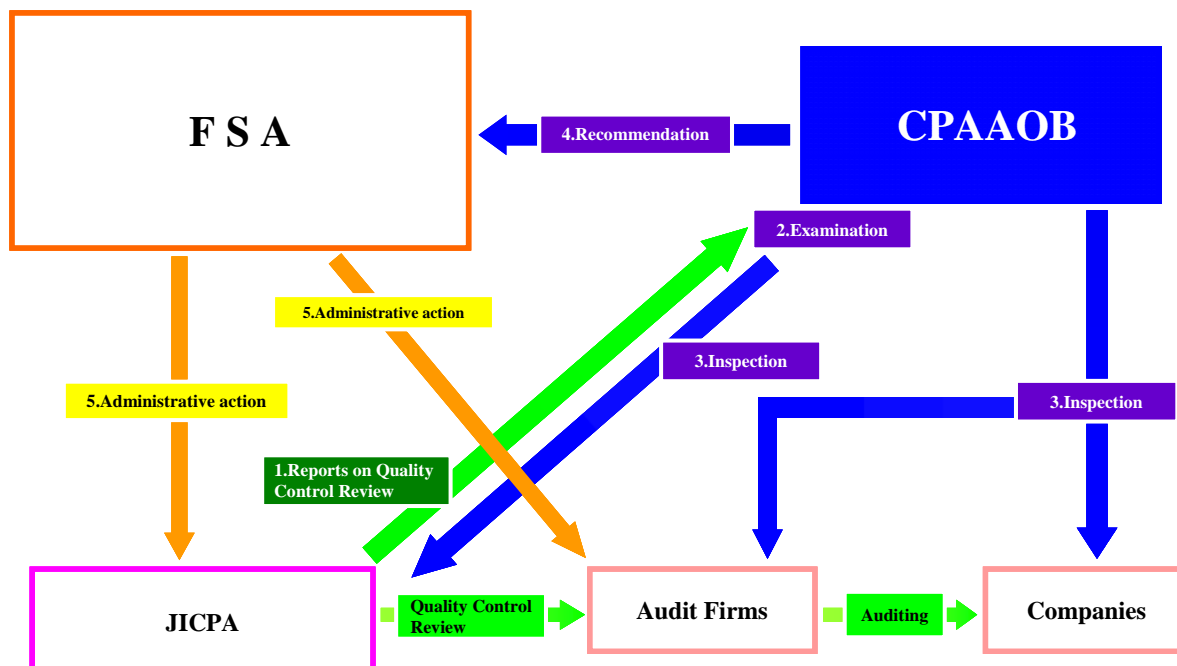 F S A
CPAAOB
4.Recommendation
2.Examination
5.Administrative action
3.Inspection
5.Administrative action
3.Inspection
1.Reports on Quality
Control Review
JICPA
Quality Control
Review
Audit Firms
Auditing
Companies